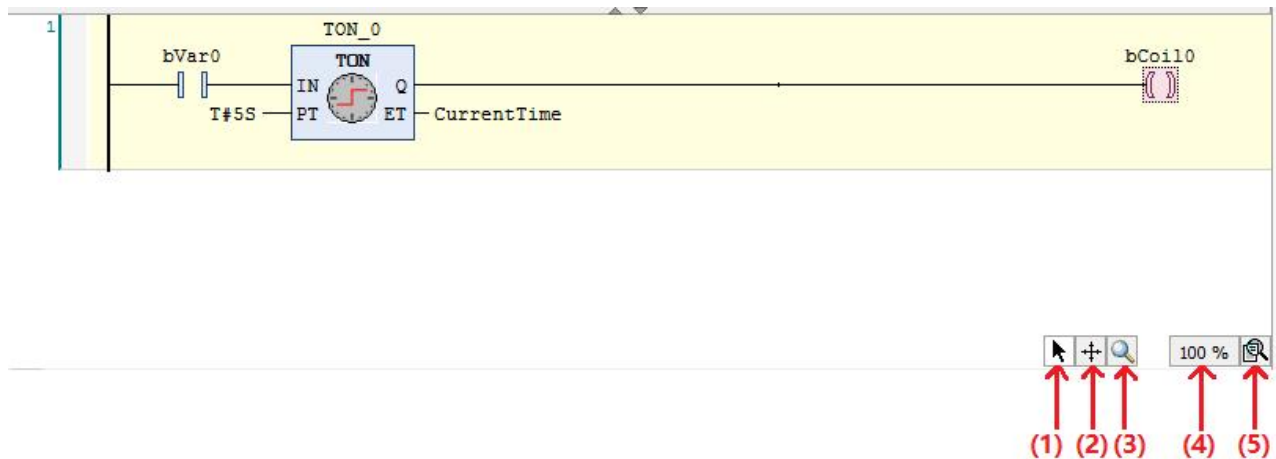 1
TON_0
bVar0
TON
bCoil0
IN
Q
T#5S
PT
ET
CurrentTime
100 %
(1) (2) (3) (4) (5)